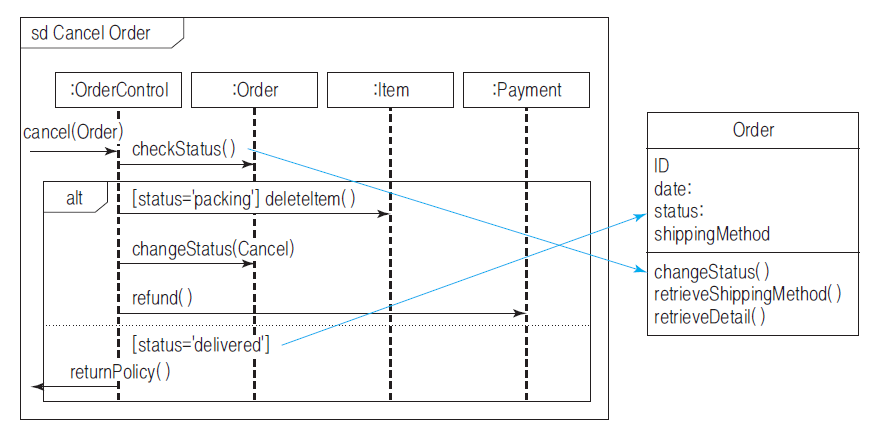 sd Cancel Order
:OrderControl
:Order
:Item
:Payment
cancel(Order)
checkStatus( )
alt
[status='packing'] deleteItem( )
changeStatus(Cancel)
refund( )
[status='delivered']
returnPolicy( )
Order
ID
date:
status:
shippingMethod
changeStatus( )
retrieveShippingMethod( )
retrieveDetail( )